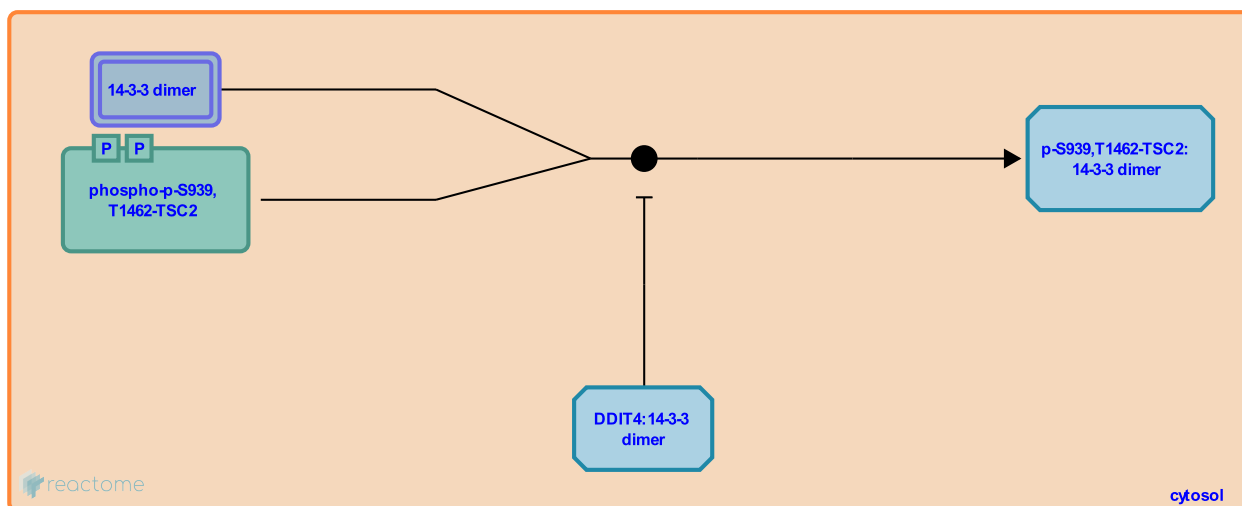 14-3-3 dimer
P P
phospho-p-S939,
T1462-TSC2
p-S939,T1462-TSC2:
14-3-3 dimer
DDIT4:14-3-3
dimer
reactome
cytosol